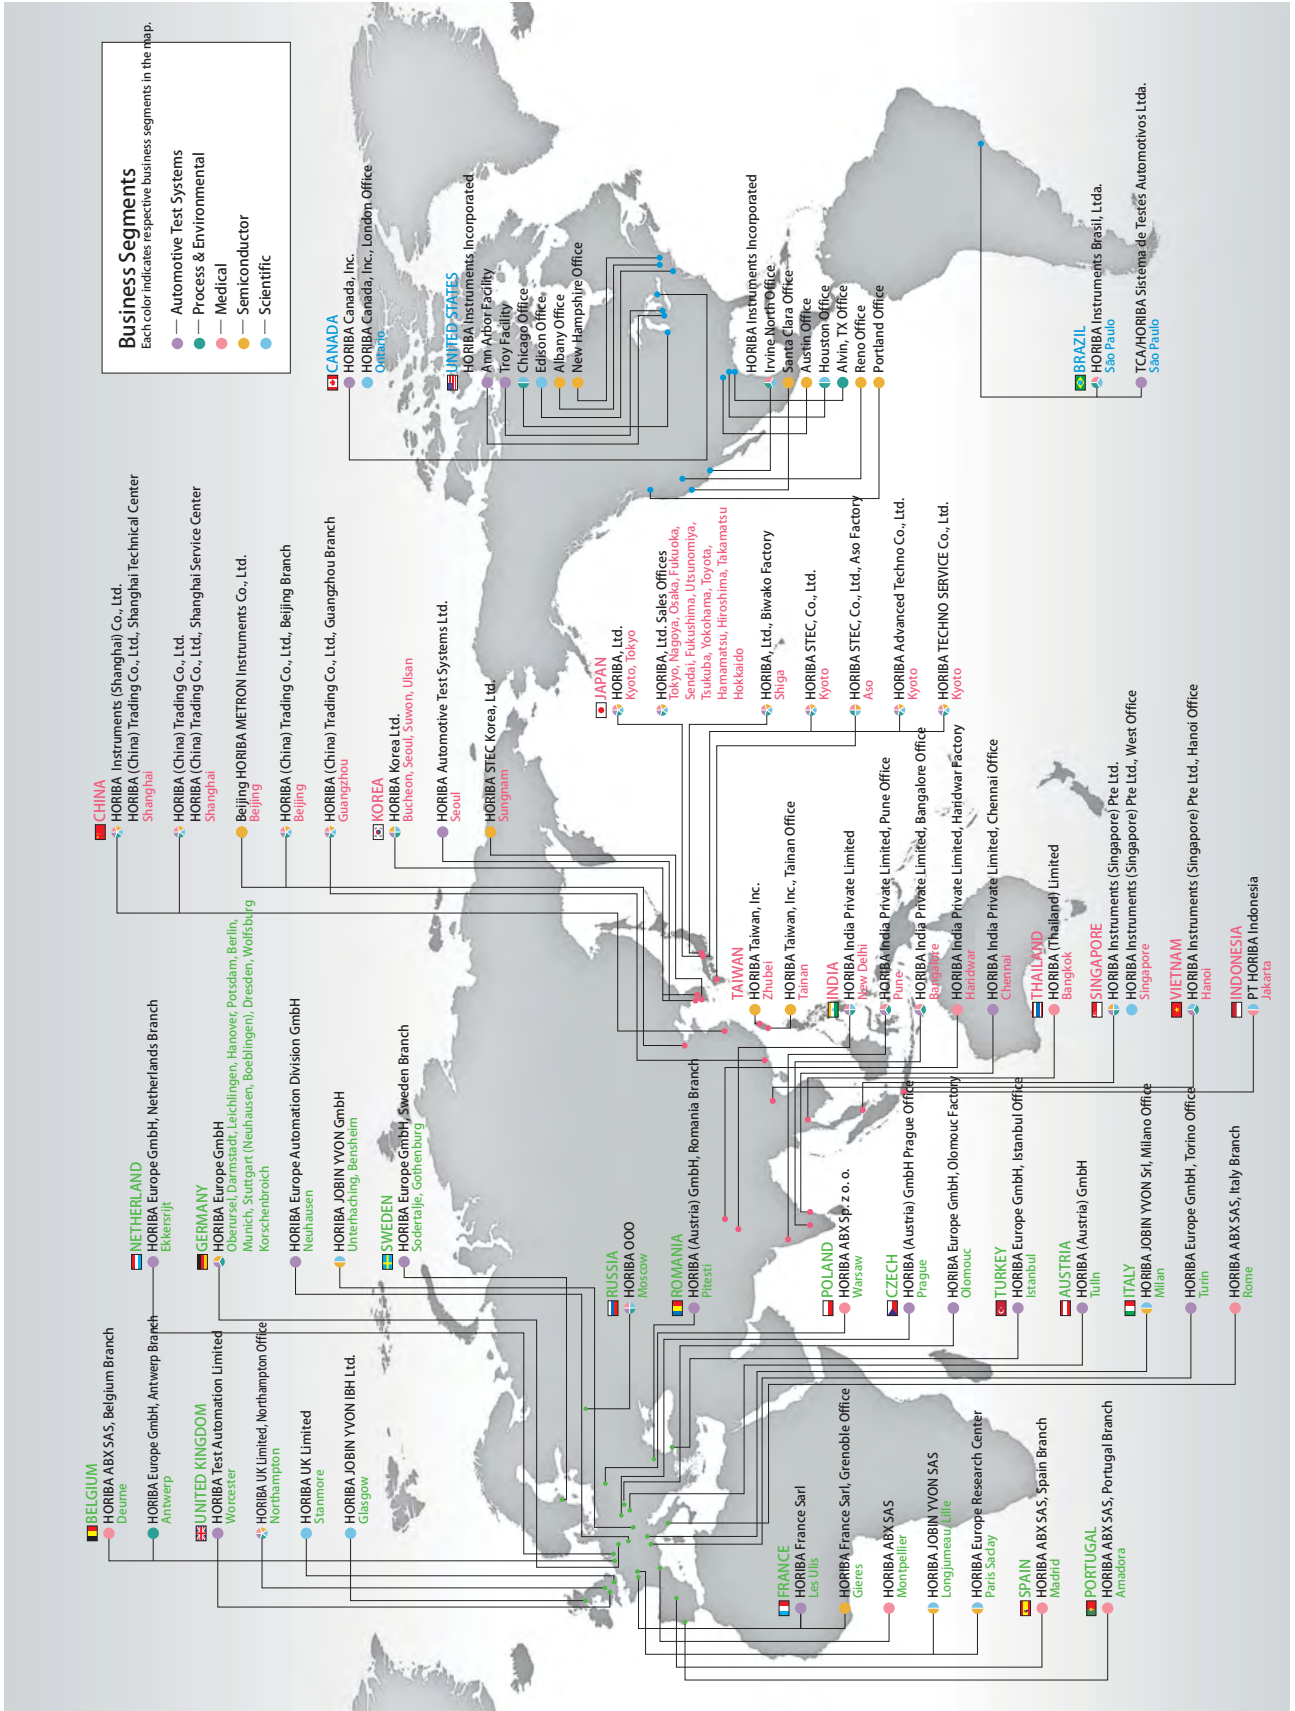 Business Segments
Each color indicates respective business segments in the map.
Automotive Test Systems
Process & Environmental
Medical
Semiconductor
Scientific
BELGIUM
HORIBA ABX SAS, Belgium Branch
Deurne
HORIBA Europe GmbH, Antwerp Branch
Antwerp
UNITED KINGDOM
HORIBA Test Automation Limited
Worcester
HORIBA UK Limited, Northampton Office
Northampton
HORIBA UK Limited
Stanmore
HORIBA JOBIN YVON IBH Ltd.
Glasgow
NETHERLAND
HORIBA Europe GmbH, Netherlands Branch
Ekkersrijt
GERMANY
HORIBA Europe GmbH
Oberursel, Darmstadt, Leichlingen, Hanover, Potsdam, Berlin,
Munich, Stuttgart (Neuhausen, Boeblingen), Dresden, Wolfsburg
Korschenbroich
HORIBA Europe Automation Division GmbH
Neuhausen
HORIBA JOBIN YVON GmbH
Unterhaching, Bensheim
SWEDEN
HORIBA Europe GmbH, Sweden Branch
Sodertalje, Gothenburg
CHINA
HORIBA Instruments (Shanghai) Co., Ltd.
HORIBA (China) Trading Co., Ltd., Shanghai Technical Center
Shanghai
HORIBA (China) Trading Co., Ltd.
HORIBA (China) Trading Co., Ltd., Shanghai Service Center
Shanghai
Beijing HORIBA METRON Instruments Co., Ltd.
Beijing
HORIBA (China) Trading Co., Ltd., Beijing Branch
Beijing
HORIBA (China) Trading Co., Ltd., Guangzhou Branch
Guangzhou
KOREA
HORIBA Korea Ltd.
Bucheon, Seoul, Suwon, Ulsan
HORIBA Automotive Test Systems Ltd.
Seoul
HORIBA STEC Korea, Ltd.
Sungnam
CANADA
HORIBA Canada, Inc.
HORIBA Canada, Inc., London Office
Ontario
UNITED STATES
HORIBA Instruments Incorporated
Ann Arbor Facility
Troy Facility
Chicago Office
Edison Office
Albany Office
New Hampshire Office
HORIBA Instruments Incorporated
Irvine North Office
Santa Clara Office
Austin Office
Houston Office
Alvin, TX Office
Reno Office
Portland Office
BRAZIL
HORIBA Instruments Brasil, Ltda.
São Paulo
TCA/HORIBA Sistema de Testes Automotivos Ltda.
São Paulo
JAPAN
HORIBA, Ltd.
Kyoto, Tokyo
HORIBA, Ltd. Sales Offices
Tokyo, Nagoya, Osaka, Fukuoka,
Sendai, Fukushima, Utsunomiya,
Tsukuba, Yokohama, Toyota,
Hamamatsu, Hiroshima, Takamatsu
Hokkaido
HORIBA, Ltd., Biwako Factory
Shiga
HORIBA STEC, Co., Ltd.
Kyoto
HORIBA STEC, Co., Ltd., Aso Factory
Aso
HORIBA Advanced Techno Co., Ltd.
Kyoto
HORIBA TECHNO SERVICE Co., Ltd.
Kyoto
TAIWAN
HORIBA Taiwan, Inc.
Zhubei
HORIBA Taiwan, Inc., Tainan Office
Tainan
INDIA
HORIBA India Private Limited
New Delhi
HORIBA India Private Limited, Pune Office
Pune
HORIBA India Private Limited, Bangalore Office
Bangalore
HORIBA India Private Limited, Haridwar Factory
Haridwar
HORIBA India Private Limited, Chennai Office
Chennai
THAILAND
HORIBA (Thailand) Limited
Bangkok
SINGAPORE
HORIBA Instruments (Singapore) Pte Ltd.
HORIBA Instruments (Singapore) Pte Ltd., West Office
Singapore
VIETNAM
HORIBA Instruments (Singapore) Pte Ltd., Hanoi Office
Hanoi
INDONESIA
PT HORIBA Indonesia
Jakarta
RUSSIA
HORIBA OOO
Moscow
ROMANIA
HORIBA (Austria) GmbH, Romania Branch
Pitesti
POLAND
HORIBA ABX Sp. z o. o.
Warsaw
CZECH
HORIBA (Austria) GmbH Prague Office
Prague
HORIBA Europe GmbH, Olomouc Factory
Olomouc
TURKEY
HORIBA Europe GmbH, Istanbul Office
Istanbul
AUSTRIA
HORIBA (Austria) GmbH
Tulln
ITALY
HORIBA JOBIN YVON Srl, Milano Office
Milan
HORIBA Europe GmbH, Torino Office
Turin
HORIBA ABX SAS, Italy Branch
Rome
FRANCE
HORIBA France Sarl
Les Ulis
HORIBA France Sarl, Grenoble Office
Gieres
HORIBA ABX SAS
Montpellier
HORIBA JOBIN YVON SAS
Longjumeau, Lille
HORIBA Europe Research Center
Paris Saclay
SPAIN
HORIBA ABX SAS, Spain Branch
Madrid
PORTUGAL
HORIBA ABX SAS, Portugal Branch
Amadora